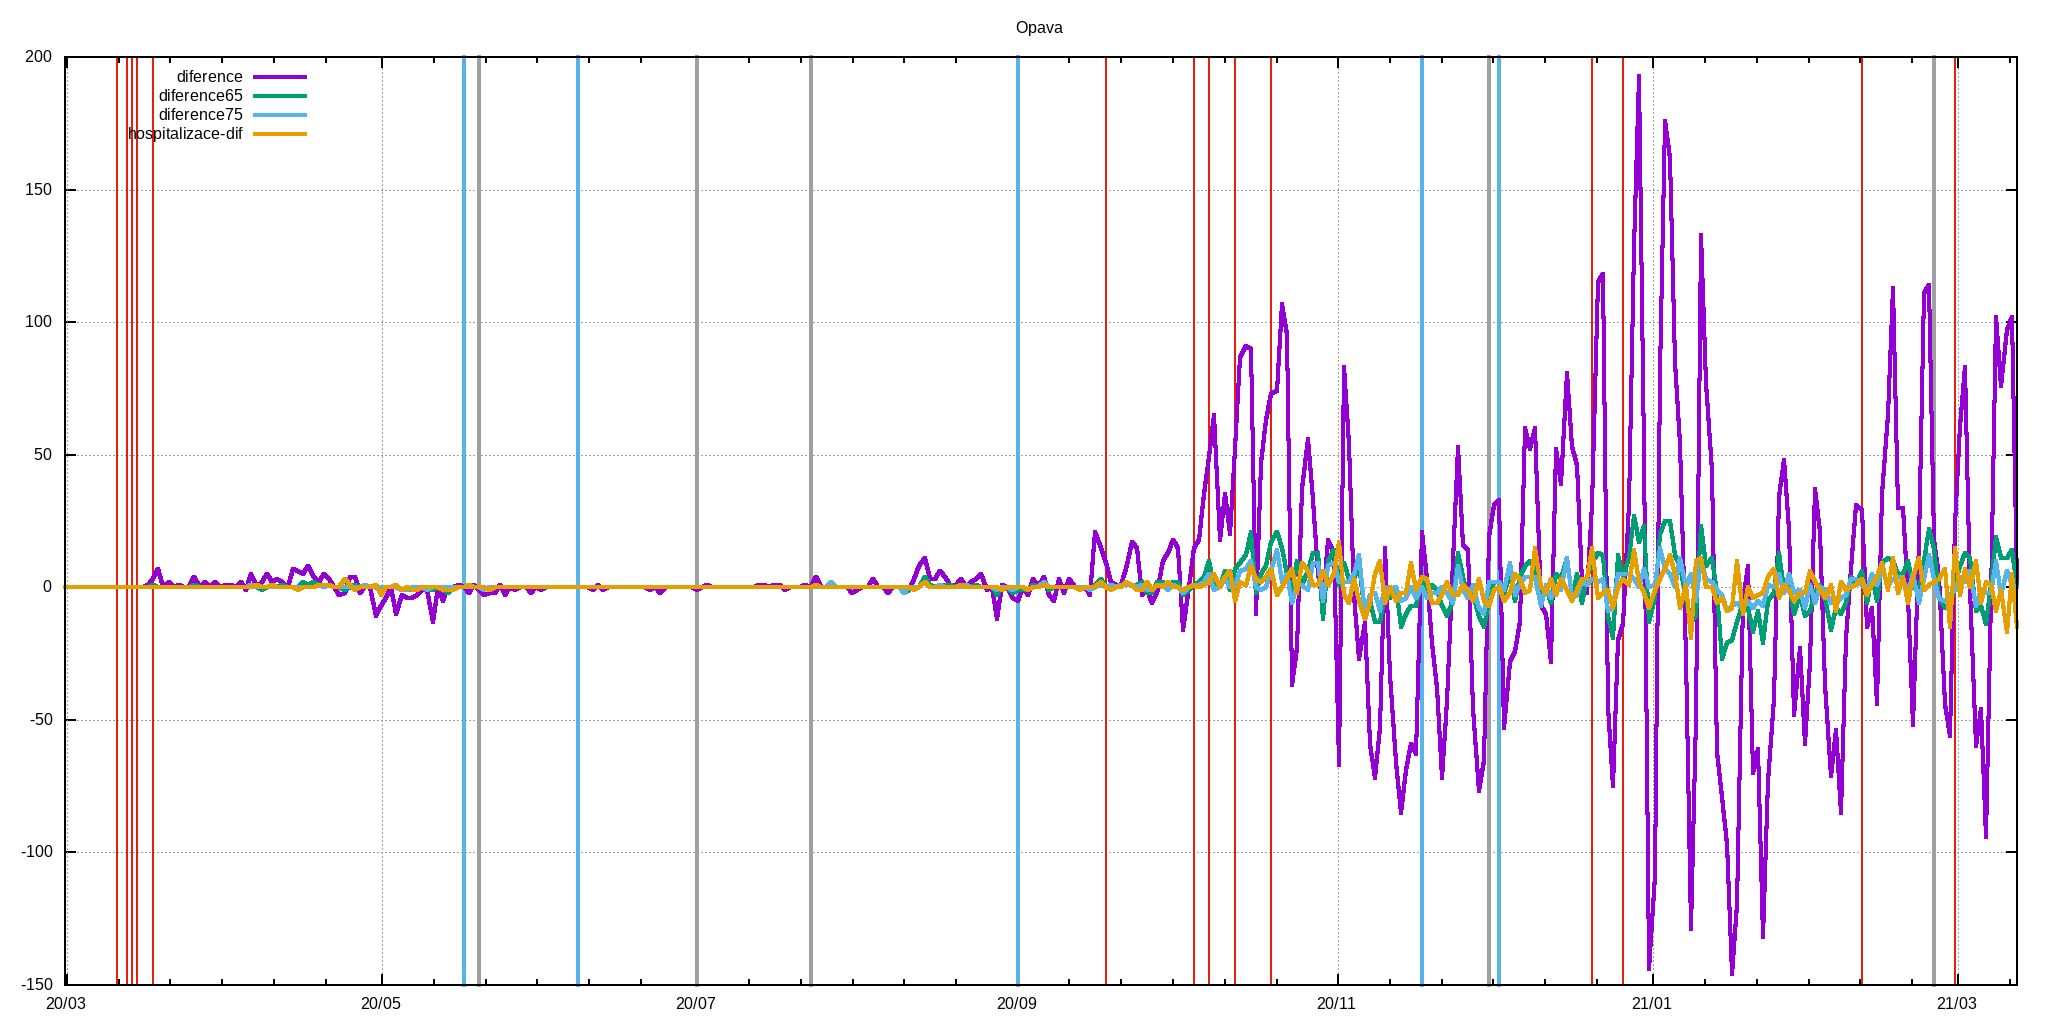 Opava
200
150
100
50
0
-50
-100
-150
diference
diference65
diference75
hospitalizace-dif
20/03 20/05 20/07 20/09 20/11 21/01 21/03